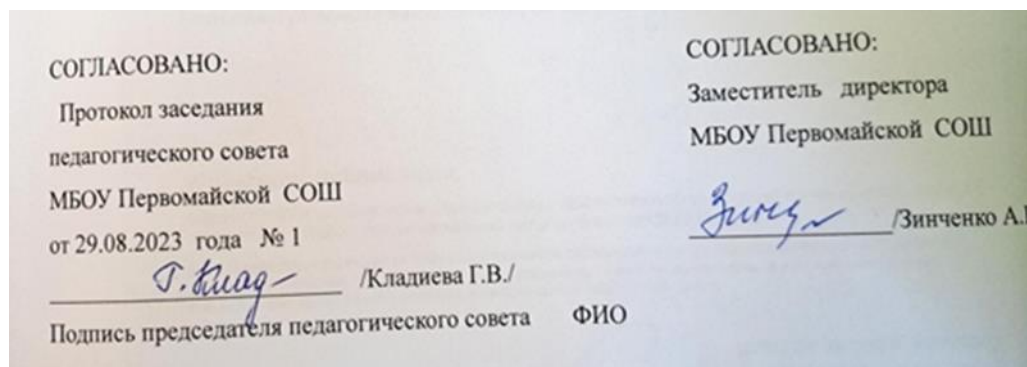 СОГЛАСОВАНО:
Протокол заседания
педагогического совета
МБОУ Первомайской СОШ
от 29.08.2023 года № 1
Г. Клад /Кладиева Г.В./
Подпись председателя педагогического совета ФИО
СОГЛАСОВАНО:
Заместитель директора
МБОУ Первомайской СОШ
/Зинченко А.